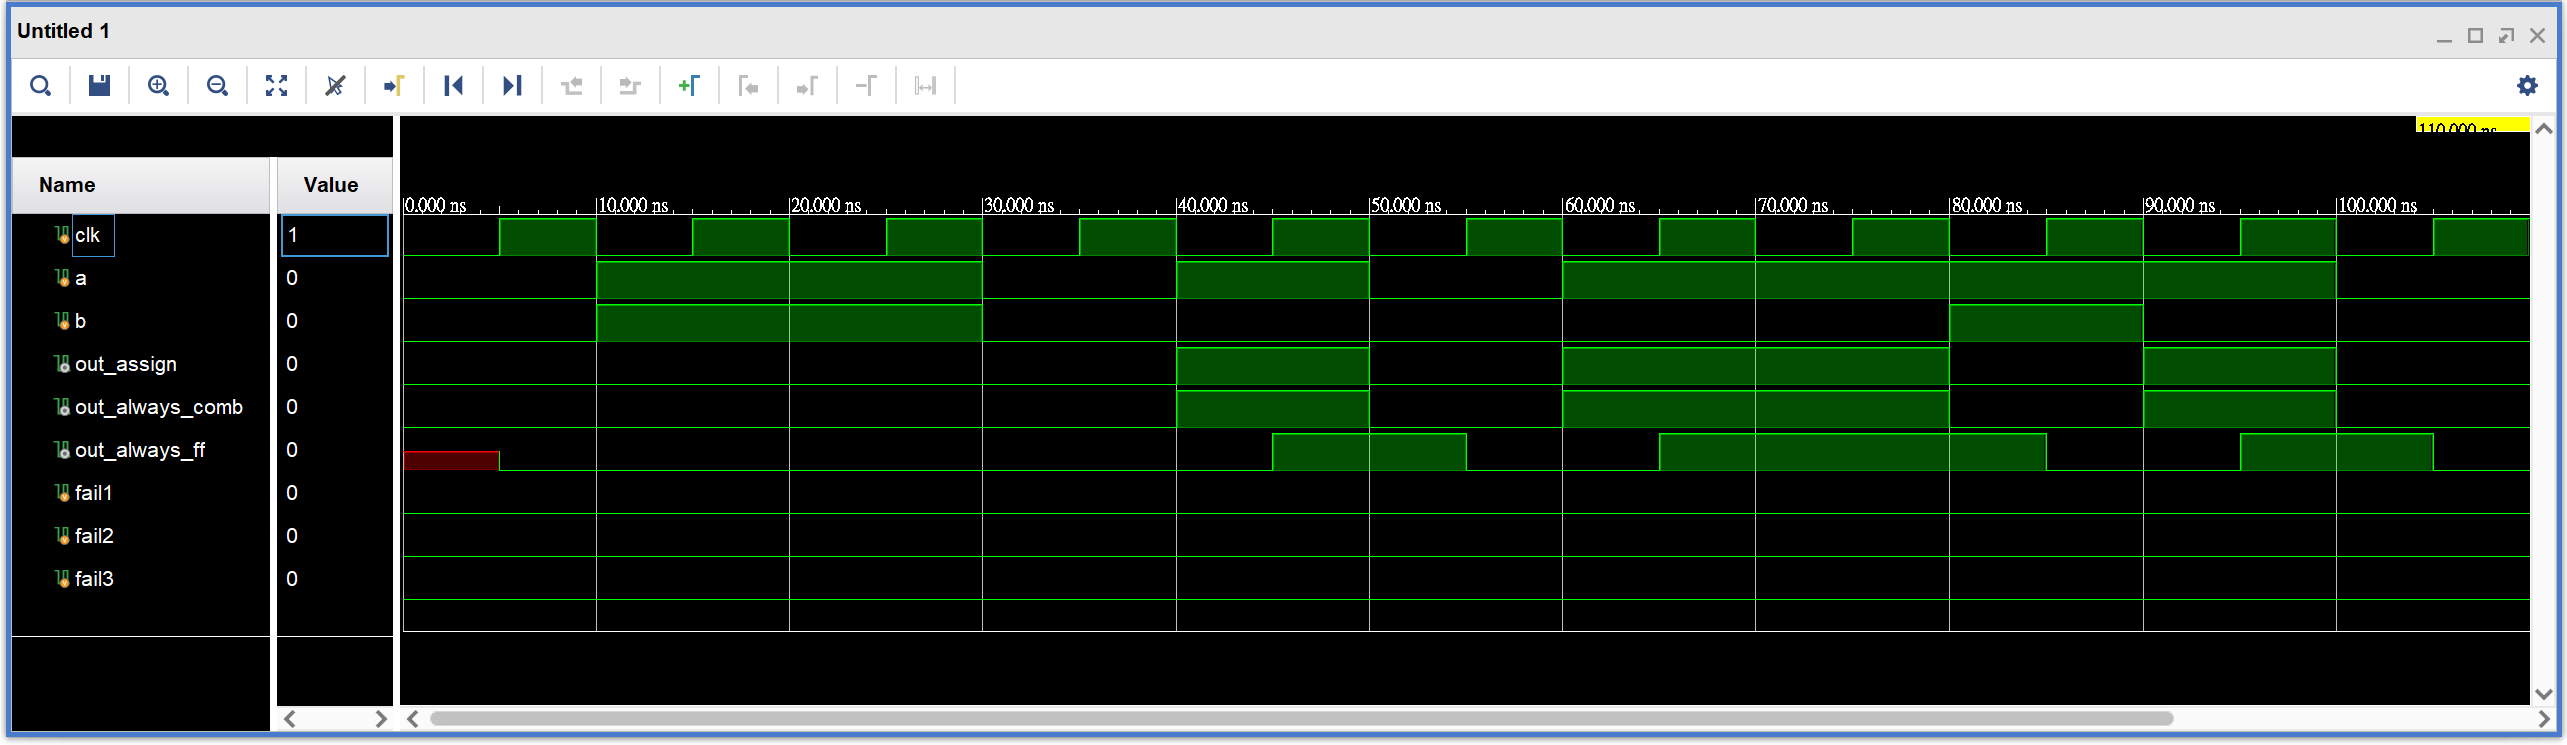 Untitled 1
110.000 ns
Name Value
0.000 ns 10.000 ns 20.000 ns 30.000 ns 40.000 ns 50.000 ns 60.000 ns 70.000 ns 80.000 ns 90.000 ns 100.000 ns
clk 1
a 0
b 0
out_assign 0
out_always_comb 0
out_always_ff 0
fail1 0
fail2 0
fail3 0